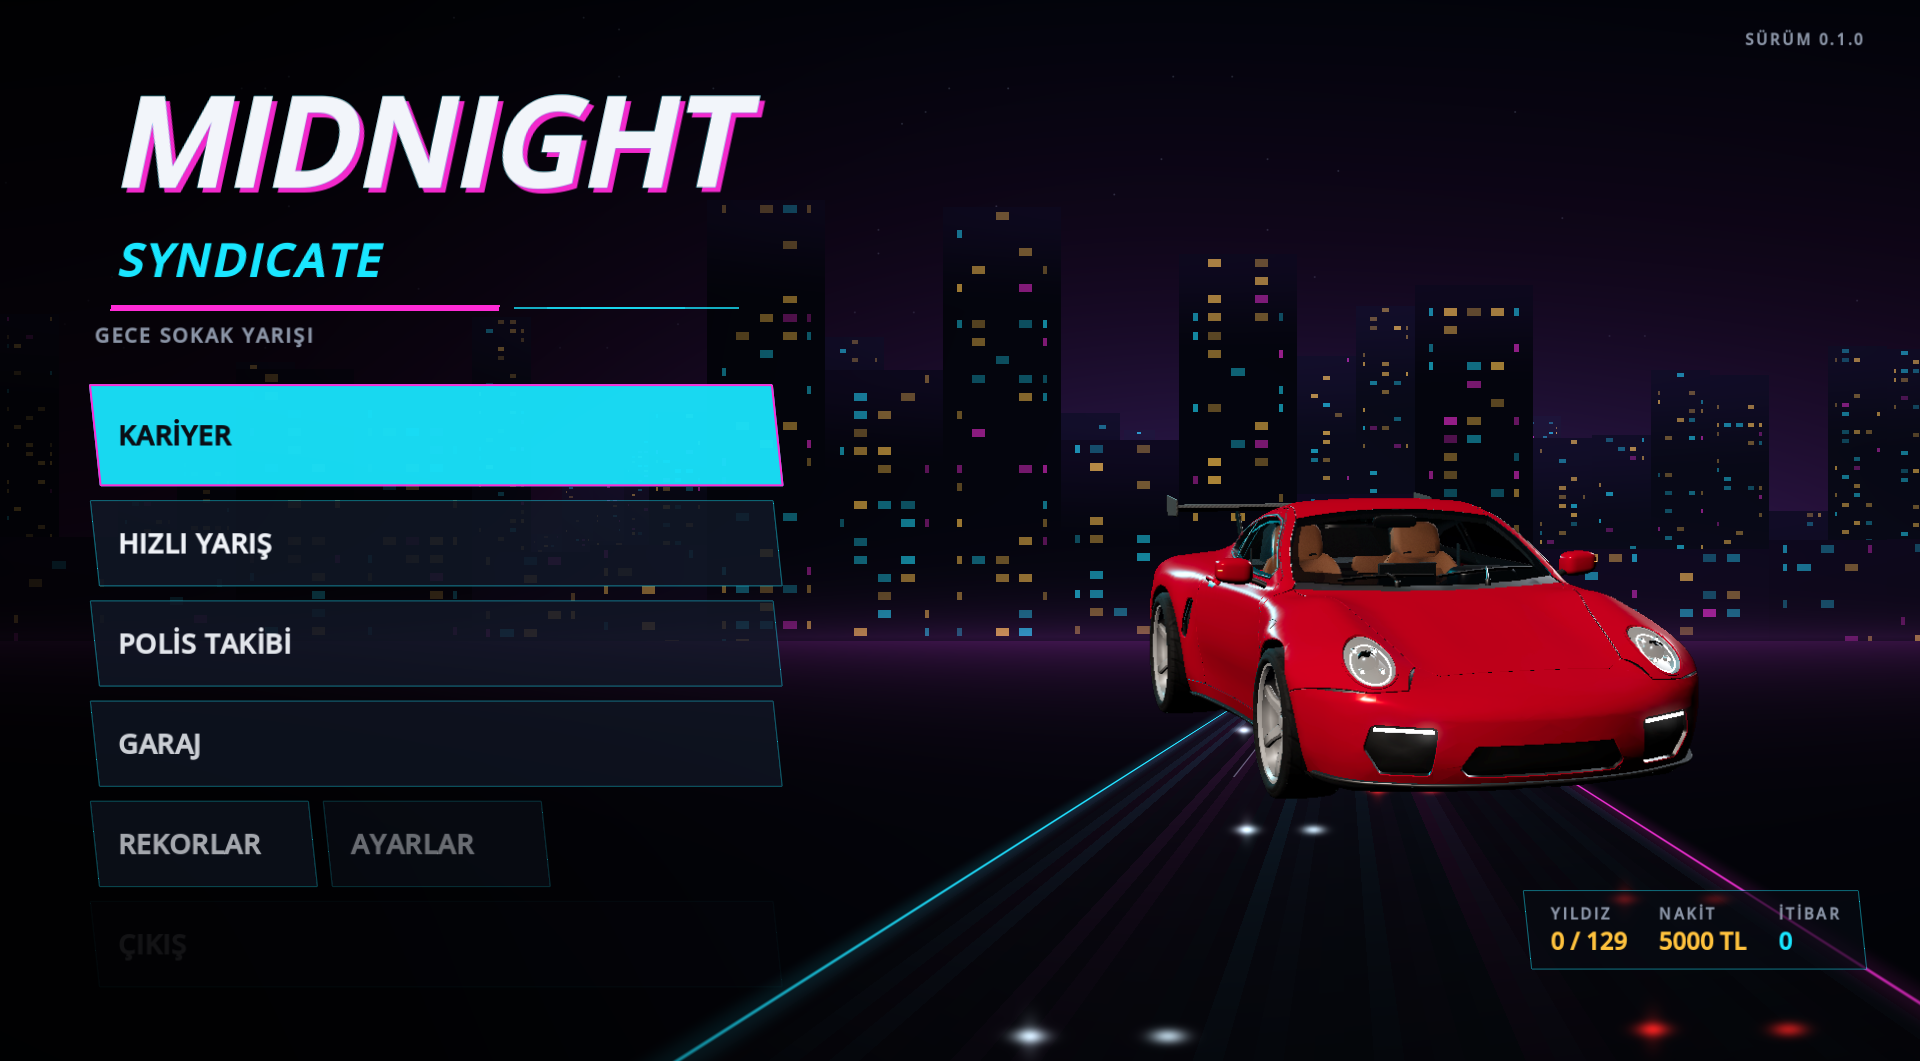 SÜRÜM 0.1.0
MIDNIGHT
SYNDICATE
GECE SOKAK YARIŞI
KARİYER
HIZLI YARIŞ
POLİS TAKİBİ
GARAJ
REKORLAR
AYARLAR
ÇIKIŞ
YILDIZ NAKİT İTİBAR
0 / 129 5000 TL 0